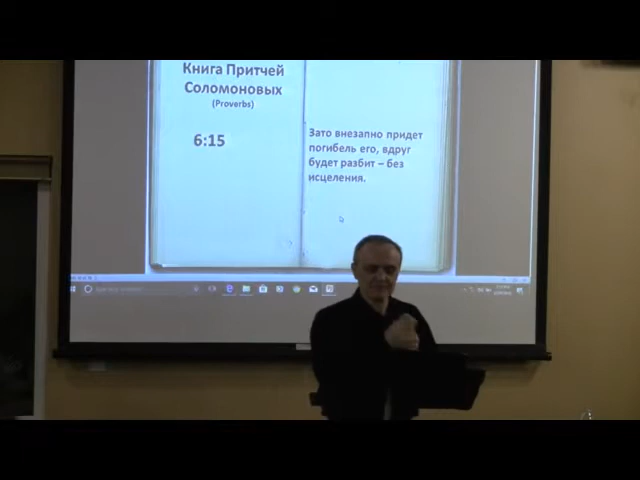 Книга Притчей
Соломоновых
(Proverbs)
6:15
Зато внезапно придет
погибель его, вдруг
будет разбит – без
исцеления.